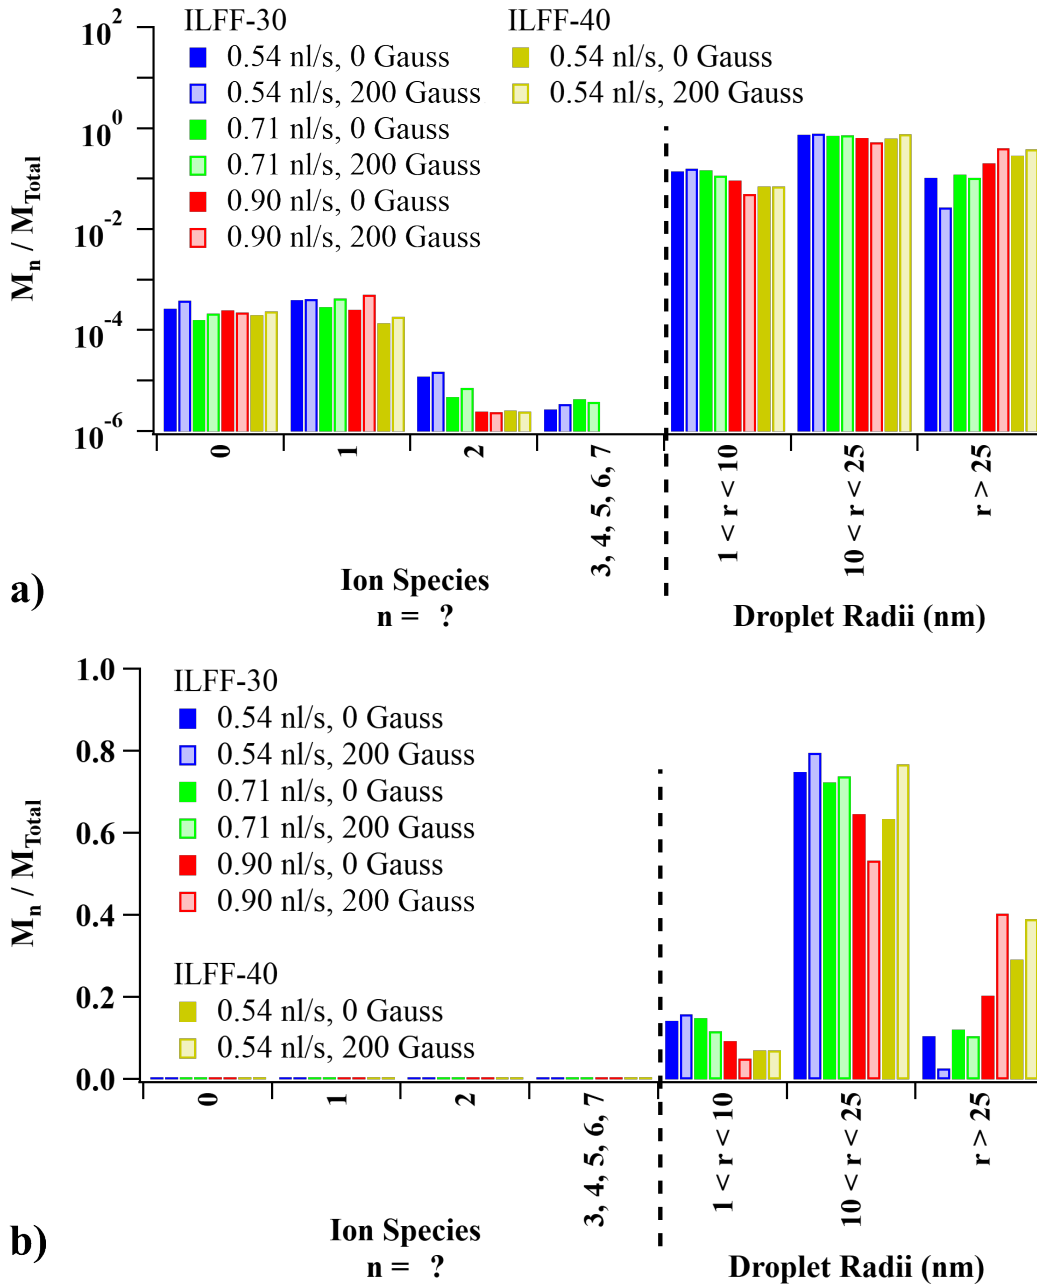 ILFF-30
0.54 nl/s, 0 Gauss
0.54 nl/s, 200 Gauss
0.71 nl/s, 0 Gauss
0.71 nl/s, 200 Gauss
0.90 nl/s, 0 Gauss
0.90 nl/s, 200 Gauss
ILFF-40
0.54 nl/s, 0 Gauss
0.54 nl/s, 200 Gauss
10^2
10^0
10^-2
10^-4
10^-6
M_n / M_Total
0
1
2
3, 4, 5, 6, 7
1 < r < 10
10 < r < 25
r > 25
Ion Species
n = ?
Droplet Radii (nm)
a)
ILFF-30
0.54 nl/s, 0 Gauss
0.54 nl/s, 200 Gauss
0.71 nl/s, 0 Gauss
0.71 nl/s, 200 Gauss
0.90 nl/s, 0 Gauss
0.90 nl/s, 200 Gauss
ILFF-40
0.54 nl/s, 0 Gauss
0.54 nl/s, 200 Gauss
1.0
0.8
0.6
0.4
0.2
0.0
M_n / M_Total
0
1
2
3, 4, 5, 6, 7
1 < r < 10
10 < r < 25
r > 25
Ion Species
n = ?
Droplet Radii (nm)
b)